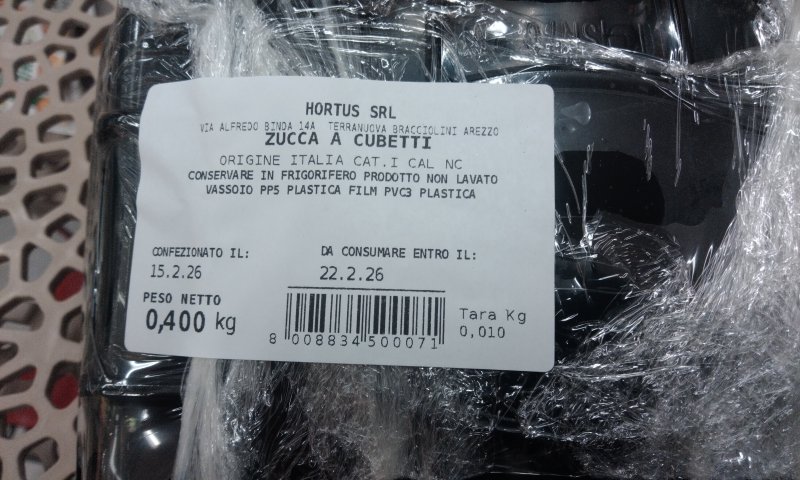 HORTUS SRL
VIA ALFREDO BINDA 14A TERRANUOVA BRACCIOLINI AREZZO
ZUCCA A CUBETTI
ORIGINE ITALIA CAT.I CAL NC
CONSERVARE IN FRIGORIFERO PRODOTTO NON LAVATO
VASSOIO PP5 PLASTICA FILM PVC3 PLASTICA
CONFEZIONATO IL: DA CONSUMARE ENTRO IL:
15.2.26 22.2.26
PESO NETTO
0,400 kg
8 008834 500071
Tara Kg
0,010